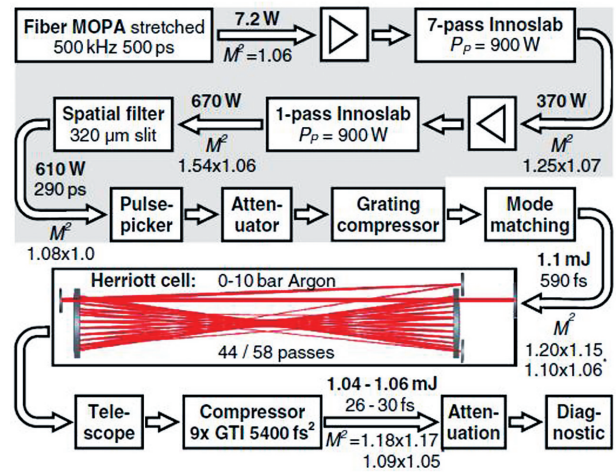 Fiber MOPA stretched
500 kHz 500 ps
7.2 W
M²=1.06
7-pass Innoslab
Pₚ = 900 W
370 W
M²
1.25x1.07
1-pass Innoslab
Pₚ = 900 W
670 W
M²
1.54x1.06
Spatial filter
320 µm slit
610 W
290 ps
M²
1.08x1.0
Pulse-
picker
Atten-
uator
Grating
compressor
Mode
matching
1.1 mJ
590 fs
M²
1.20x1.15,
1.10x1.06
Herriott cell: 0-10 bar Argon
44 / 58 passes
Tele-
scope
Compressor
9x GTI 5400 fs²
1.04 - 1.06 mJ
26 - 30 fs
M²=1.18x1.17,
1.09x1.05
Atten-
uation
Diag-
nostic